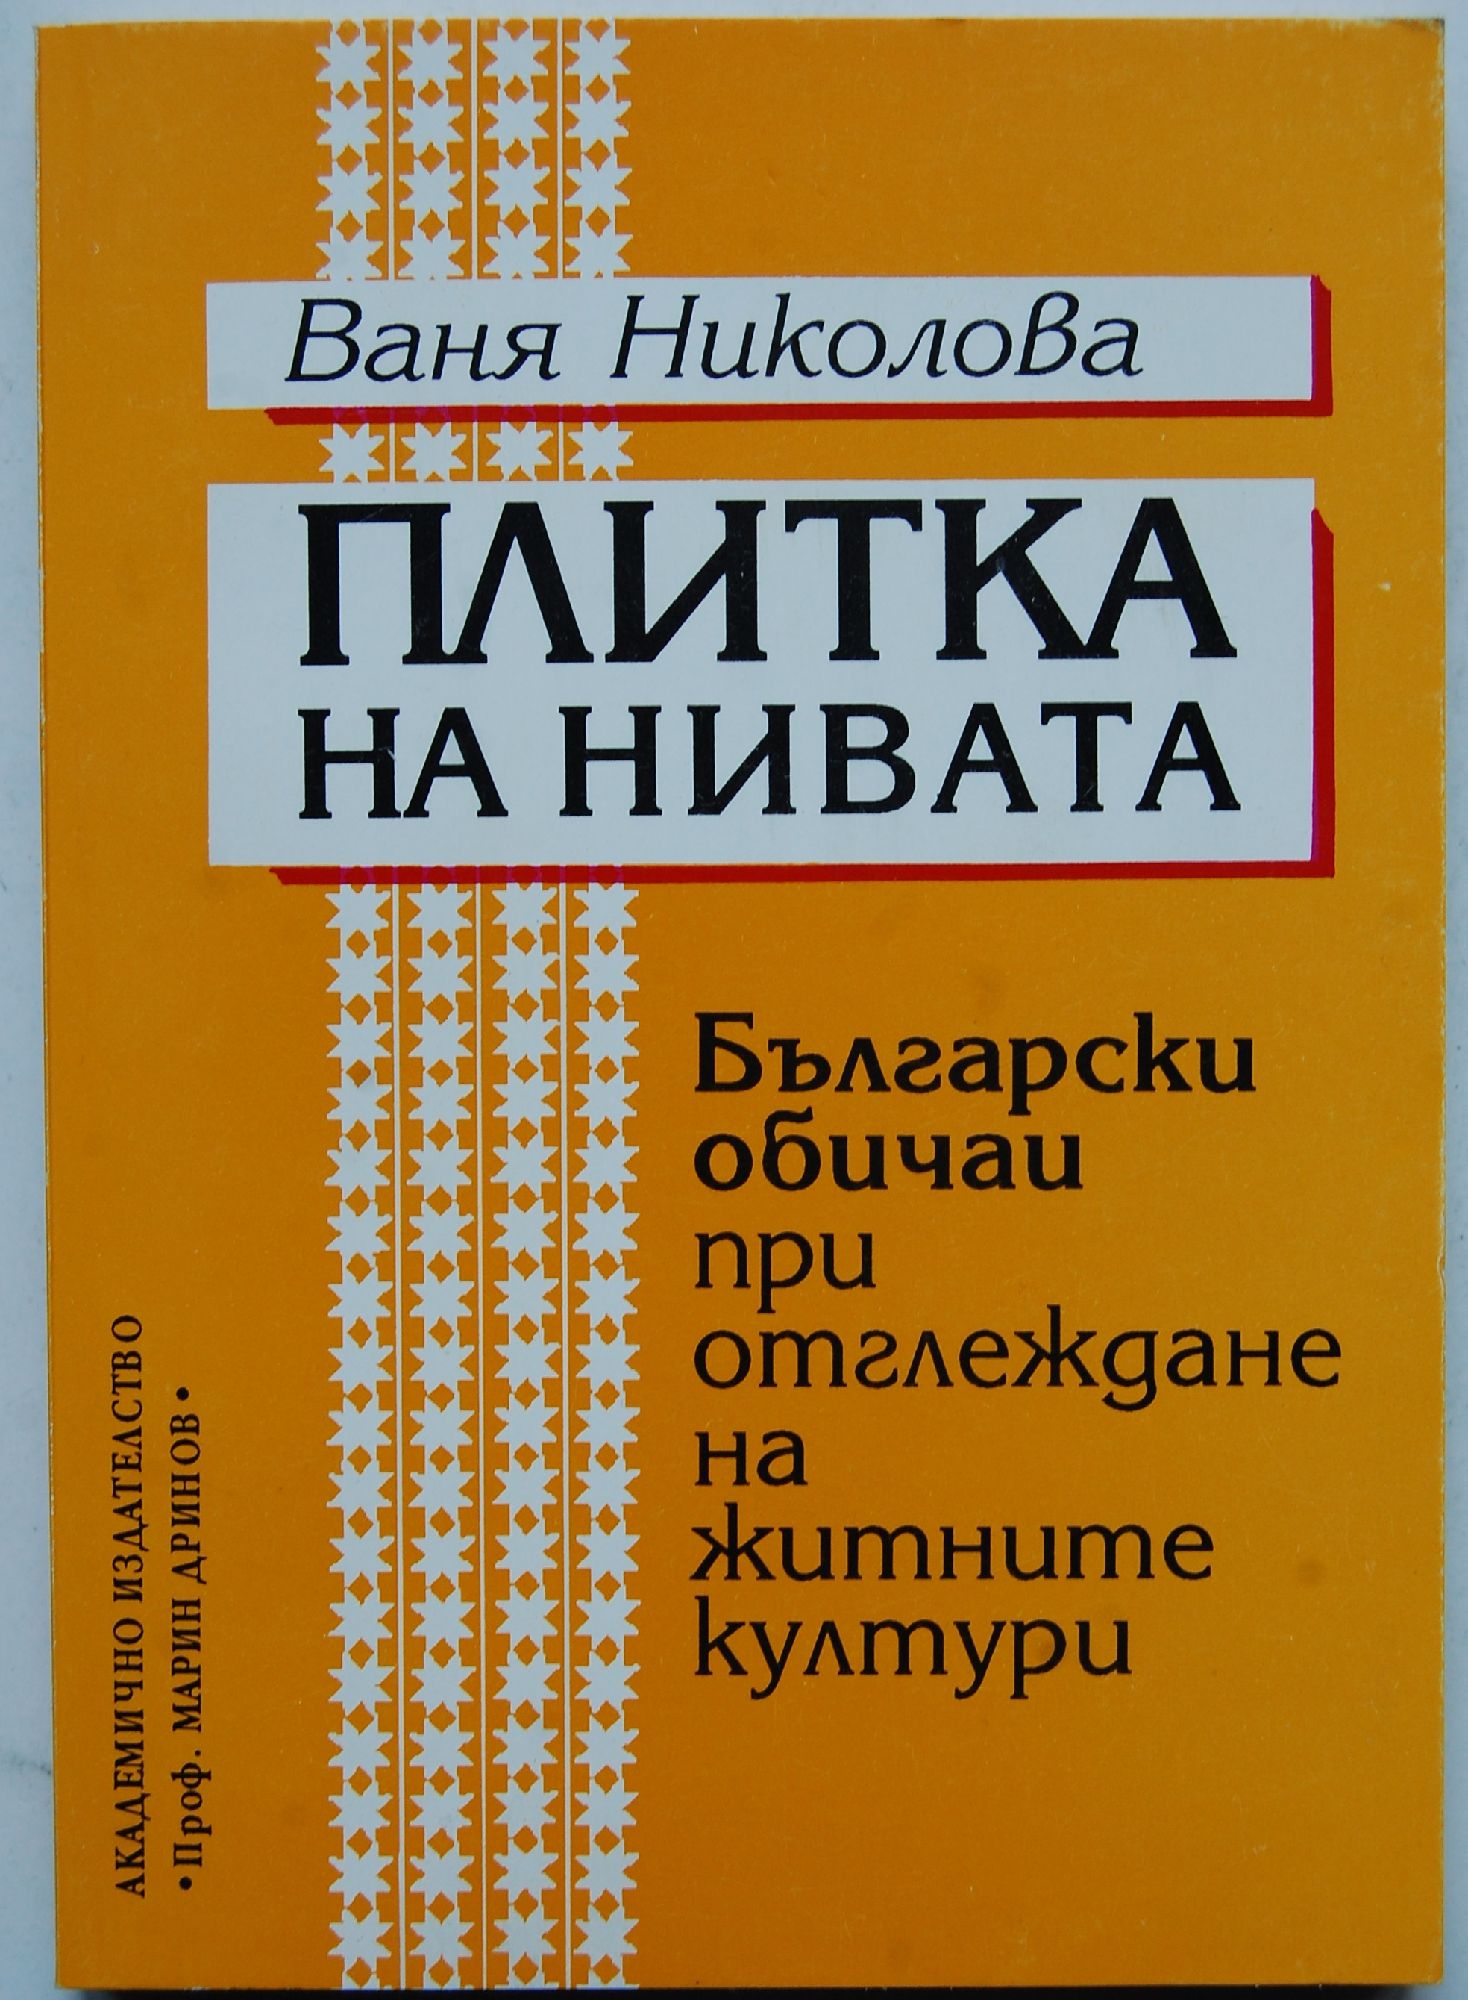 Ваня Николова
ПЛИТКА
НА НИВАТА
Български
обичаи
при
отглеждане
на
житните
култури
АКАДЕМИЧНО ИЗДАТЕЛСТВО
•Проф. МАРИН ДРИНОВ•